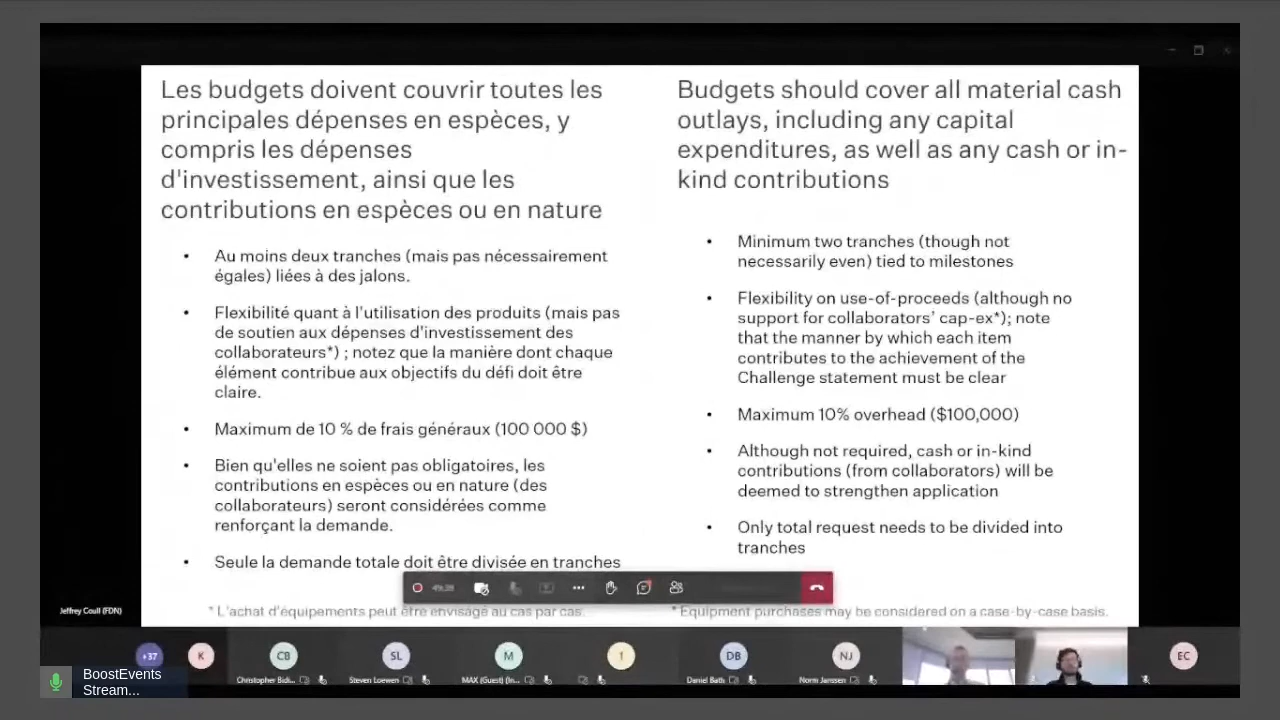 Les budgets doivent couvrir toutes les
principales dépenses en espèces, y
compris les dépenses
d'investissement, ainsi que les
contributions en espèces ou en nature
• Au moins deux tranches (mais pas nécessairement
égales) liées à des jalons.
• Flexibilité quant à l'utilisation des produits (mais pas
de soutien aux dépenses d'investissement des
collaborateurs*) ; notez que la manière dont chaque
élément contribue aux objectifs du défi doit être
claire.
• Maximum de 10 % de frais généraux (100 000 $)
• Bien qu'elles ne soient pas obligatoires, les
contributions en espèces ou en nature (des
collaborateurs) seront considérées comme
renforçant la demande.
• Seule la demande totale doit être divisée en tranches
* L'achat d'équipements peut être envisagé au cas par cas.
Budgets should cover all material cash
outlays, including any capital
expenditures, as well as any cash or in-
kind contributions
• Minimum two tranches (though not
necessarily even) tied to milestones
• Flexibility on use-of-proceeds (although no
support for collaborators' cap-ex*); note
that the manner by which each item
contributes to the achievement of the
Challenge statement must be clear
• Maximum 10% overhead ($100,000)
• Although not required, cash or in-kind
contributions (from collaborators) will be
deemed to strengthen application
• Only total request needs to be divided into
tranches
* Equipment purchases may be considered on a case-by-case basis.
Jeffrey Coull (FDN)
+37
K
CB
SL
M
1
DB
NJ
EC
Christopher
Steven Loewen
MAX (Guest)
Daniel Bath
Norm Janssen
BoostEvents
Stream...